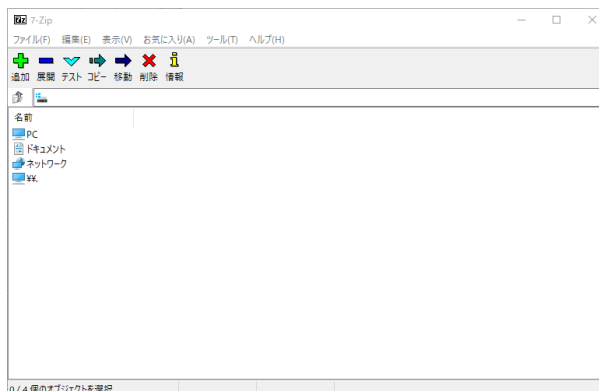 7z 7-Zip
ファイル(F) 編集(E) 表示(V) お気に入り(A) ツール(T) ヘルプ(H)
追加 展開 テスト コピー 移動 削除 情報
名前
PC
ドキュメント
ネットワーク
¥¥.
0 / 4 個のオブジェクトを選択